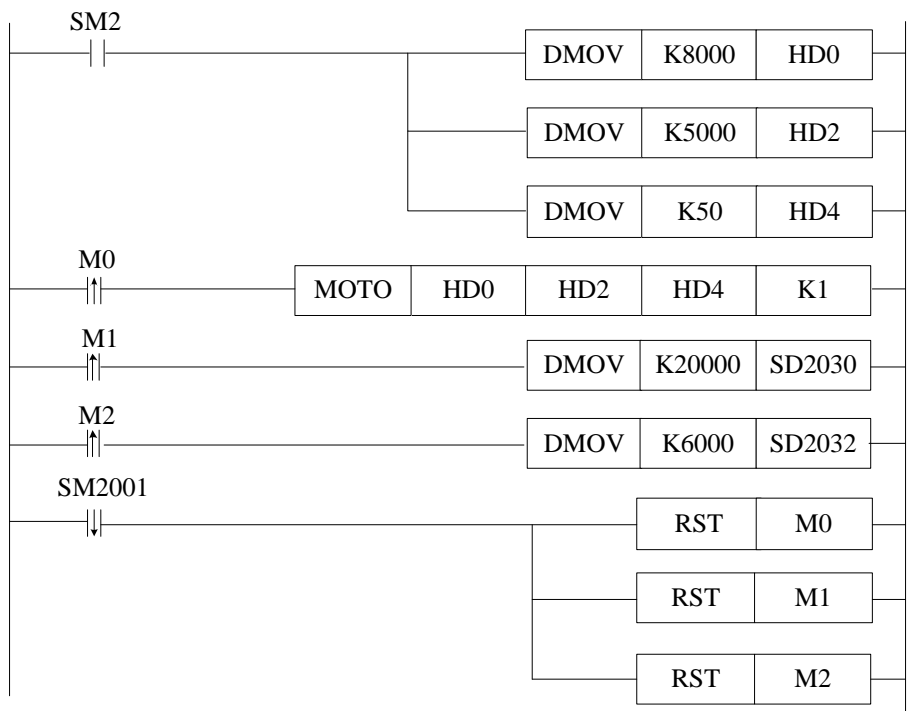 SM2
DMOV K8000 HD0
DMOV K5000 HD2
DMOV K50 HD4
M0
MOTO HD0 HD2 HD4 K1
M1
DMOV K20000 SD2030
M2
DMOV K6000 SD2032
SM2001
RST M0
RST M1
RST M2